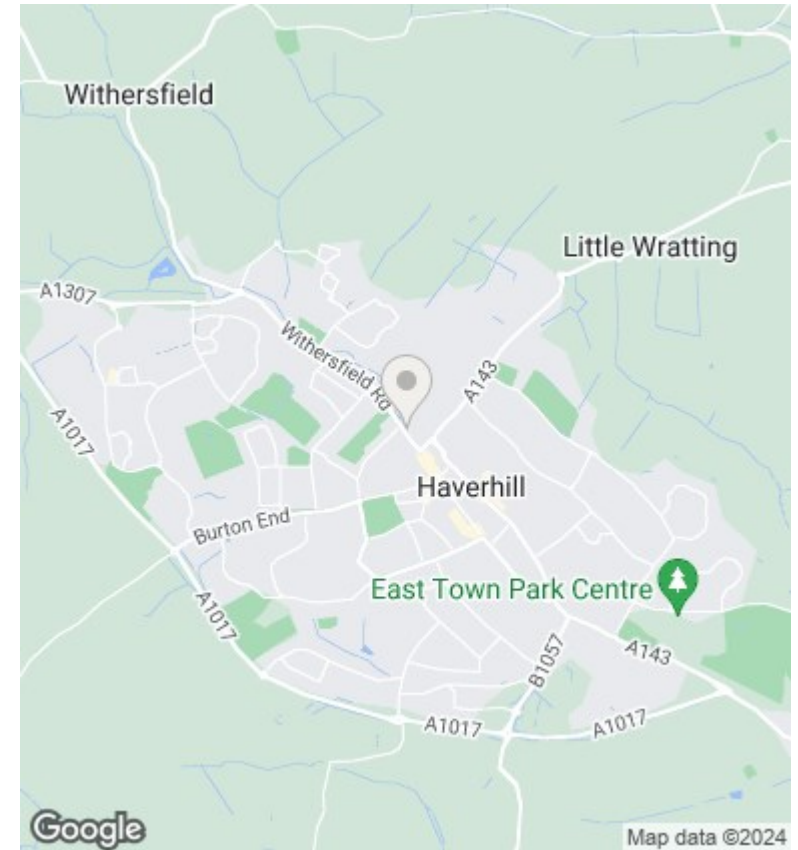 Withersfield
Little Wratting
A1307
Withersfield Rd
A143
A1017
Haverhill
Burton End
East Town Park Centre
A1017
B1057
A143
A1017
A1017
Google
Map data ©2024